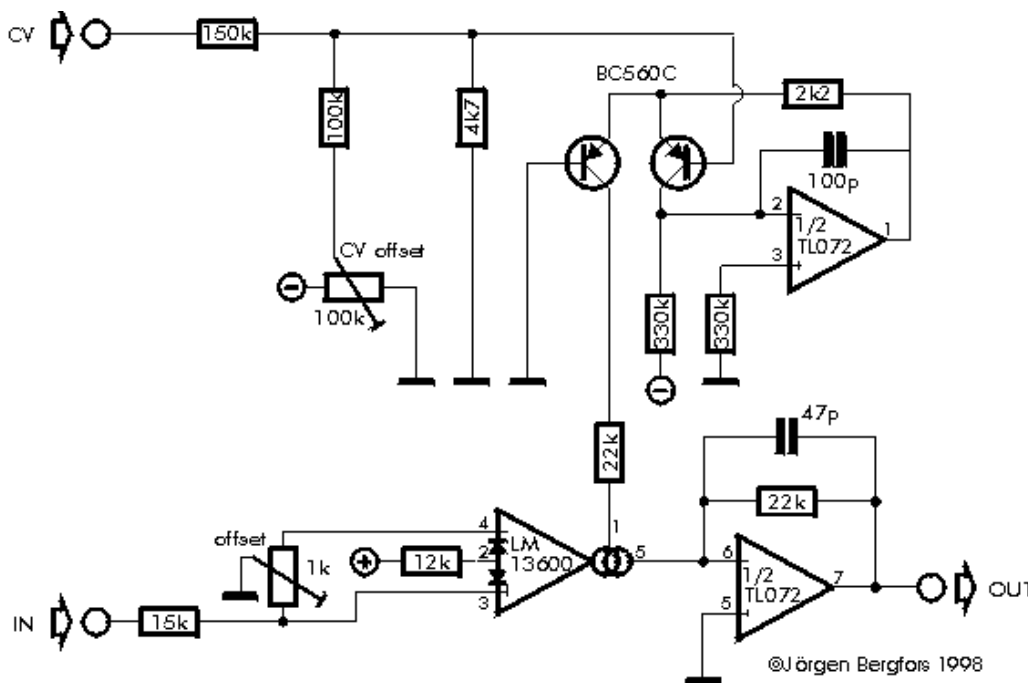 CV
150k
BC560C
100k
4k7
2k2
100p
2
1/2
TL072
1
3
CV offset
−
100k
330k
330k
−
47p
22k
22k
offset
1k
+
12k
4
2
3
LM
13600
1
5
6
1/2
TL072
7
5
IN
15k
OUT
©Jörgen Bergfors 1998